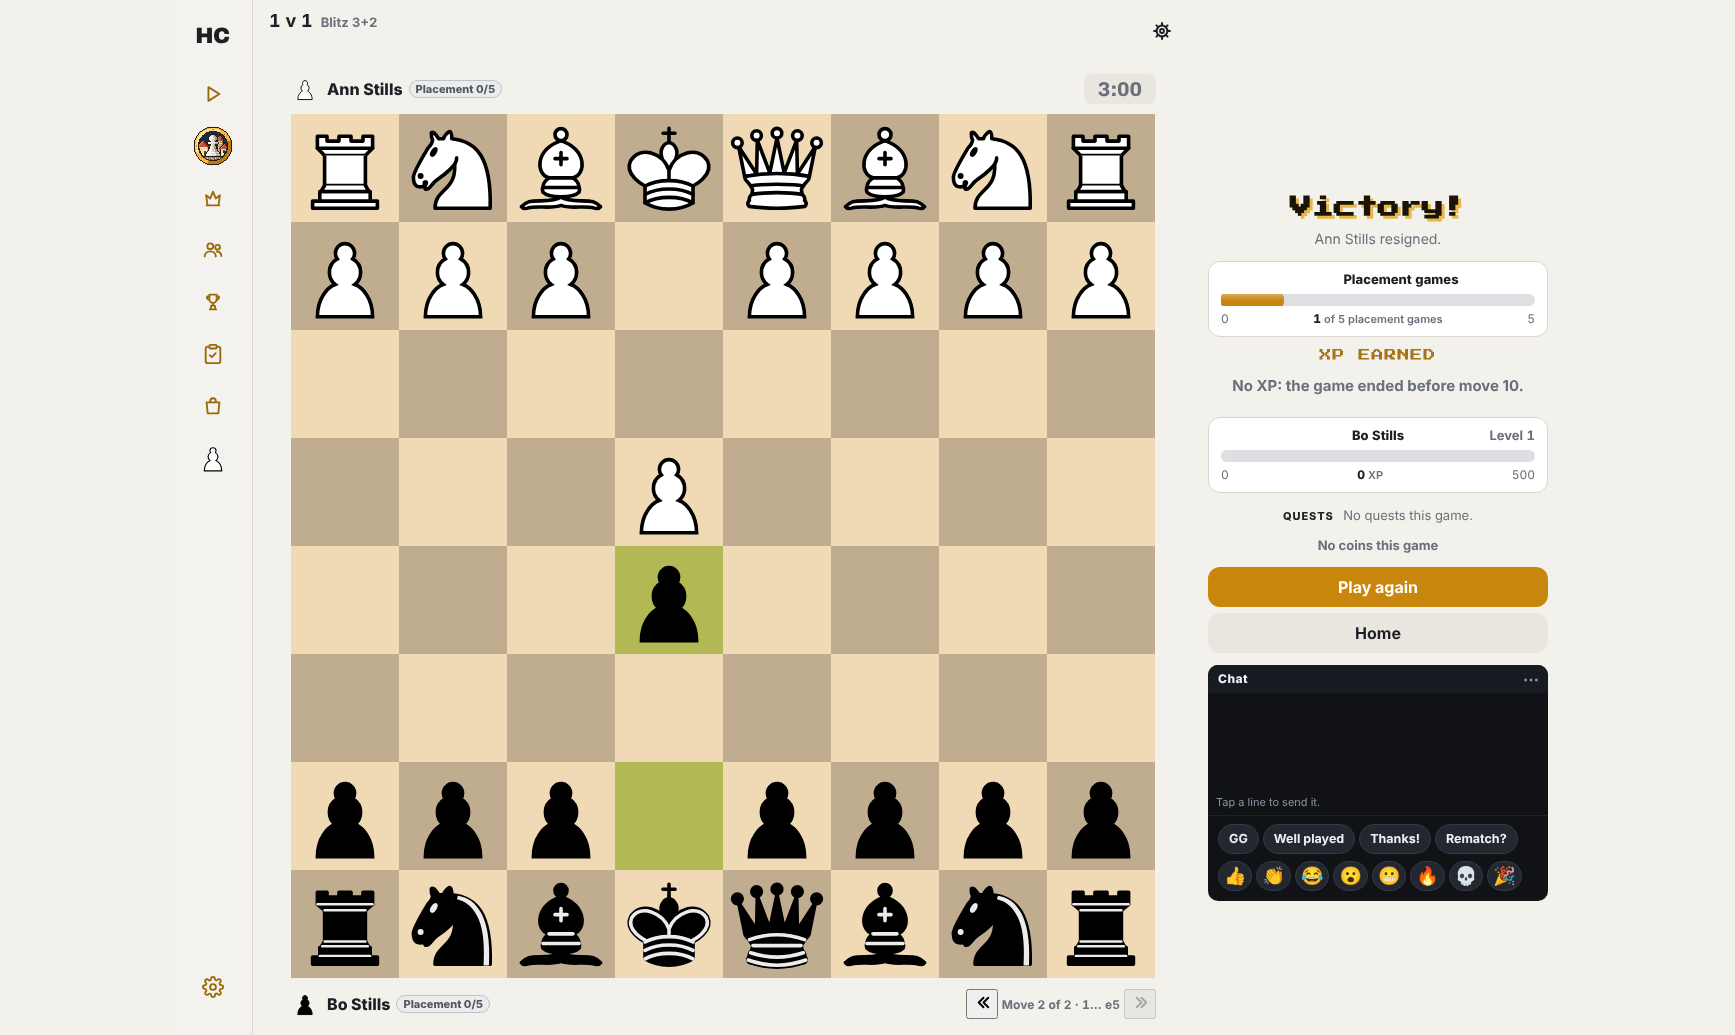 HC
1 v 1 Blitz 3+2
Ann Stills Placement 0/5
3:00
Victory!
Ann Stills resigned.
Placement games
0 1 of 5 placement games 5
XP EARNED
No XP: the game ended before move 10.
Bo Stills Level 1
0 0 XP 500
QUESTS No quests this game.
No coins this game
Play again
Home
Chat
Tap a line to send it.
GG Well played Thanks! Rematch?
Bo Stills Placement 0/5
Move 2 of 2 · 1... e5